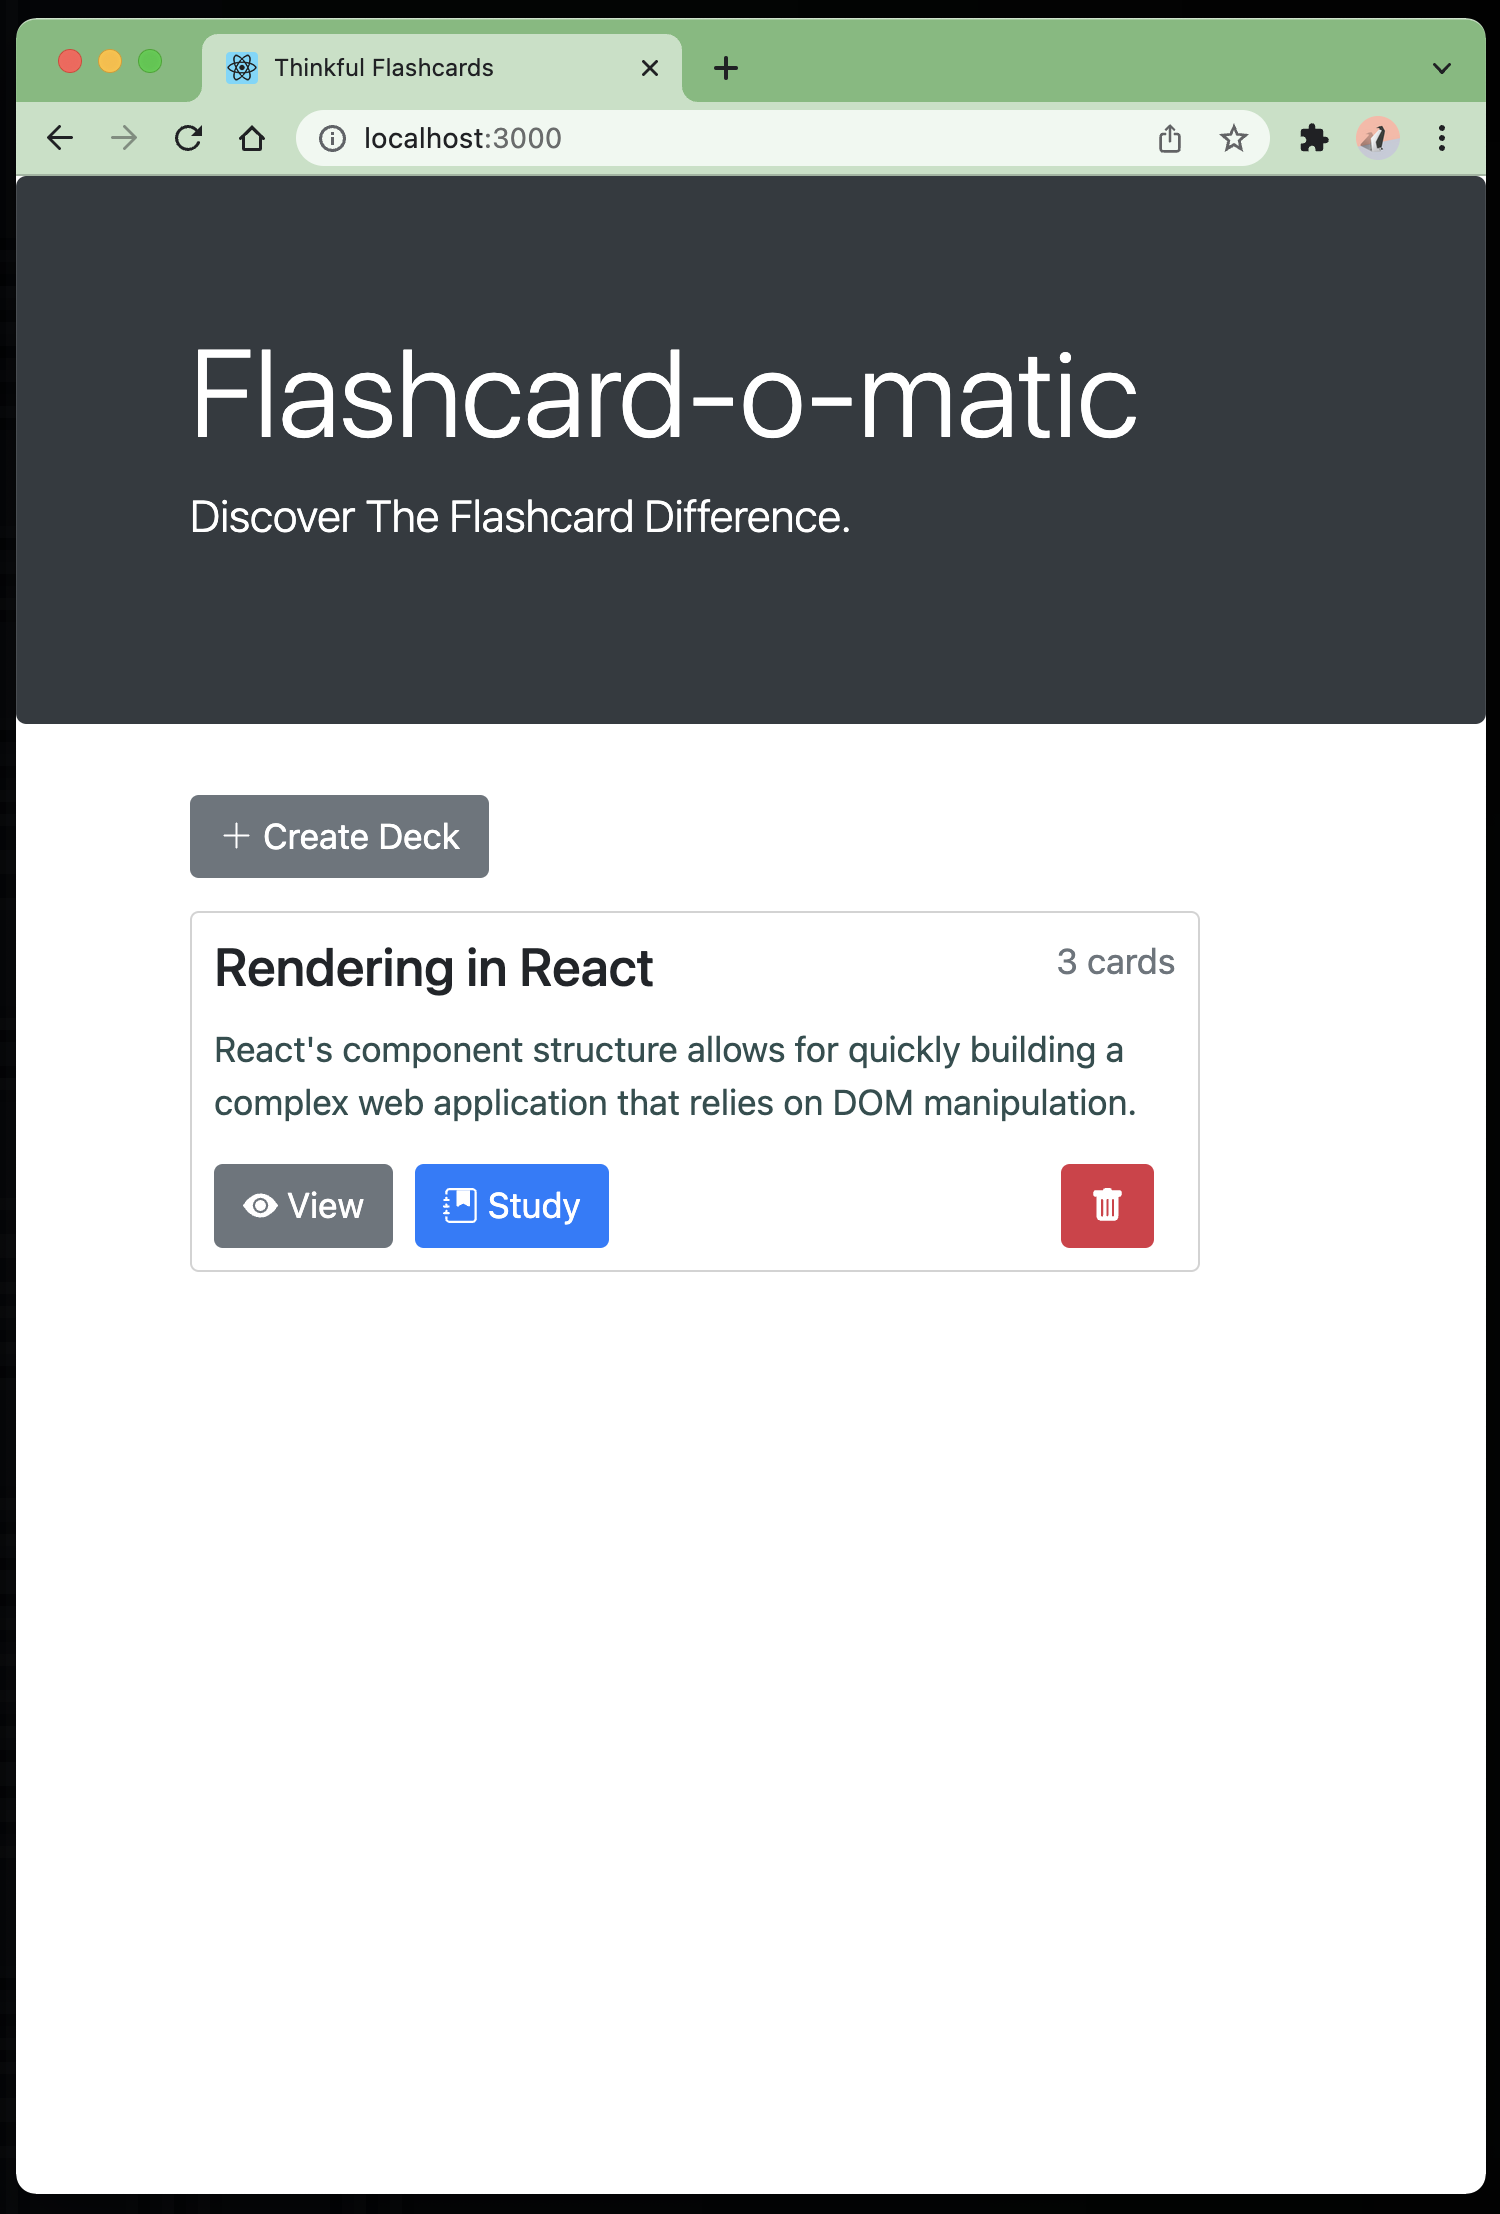 Thinkful Flashcards
localhost:3000
Flashcard-o-matic
Discover The Flashcard Difference.
Create Deck
Rendering in React
3 cards
React's component structure allows for quickly building a
complex web application that relies on DOM manipulation.
View
Study